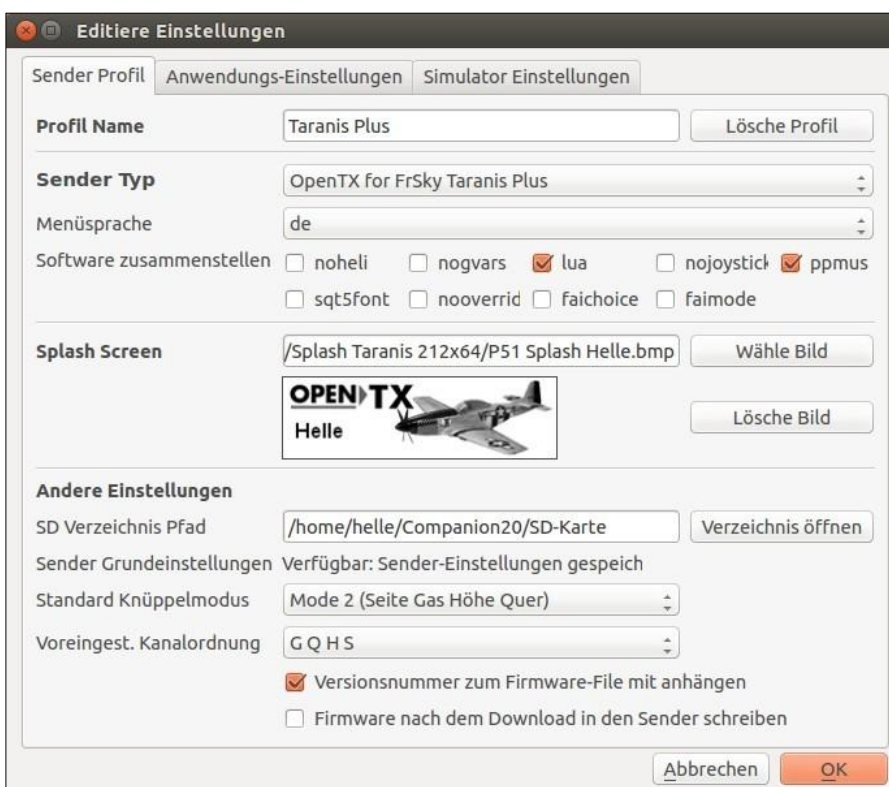 Editiere Einstellungen
Sender Profil Anwendungs-Einstellungen Simulator Einstellungen
Profil Name Taranis Plus Lösche Profil
Sender Typ OpenTX for FrSky Taranis Plus
Menüsprache de
Software zusammenstellen noheli nogvars lua nojoystick ppmus
sqt5font nooverrid faichoice faimode
Splash Screen /Splash Taranis 212x64/P51 Splash Helle.bmp Wähle Bild
OPEN TX
Helle
Lösche Bild
Andere Einstellungen
SD Verzeichnis Pfad /home/helle/Companion20/SD-Karte Verzeichnis öffnen
Sender Grundeinstellungen Verfügbar: Sender-Einstellungen gespeich
Standard Knüppelmodus Mode 2 (Seite Gas Höhe Quer)
Voreingest. Kanalordnung G Q H S
Versionsnummer zum Firmware-File mit anhängen
Firmware nach dem Download in den Sender schreiben
Abbrechen OK